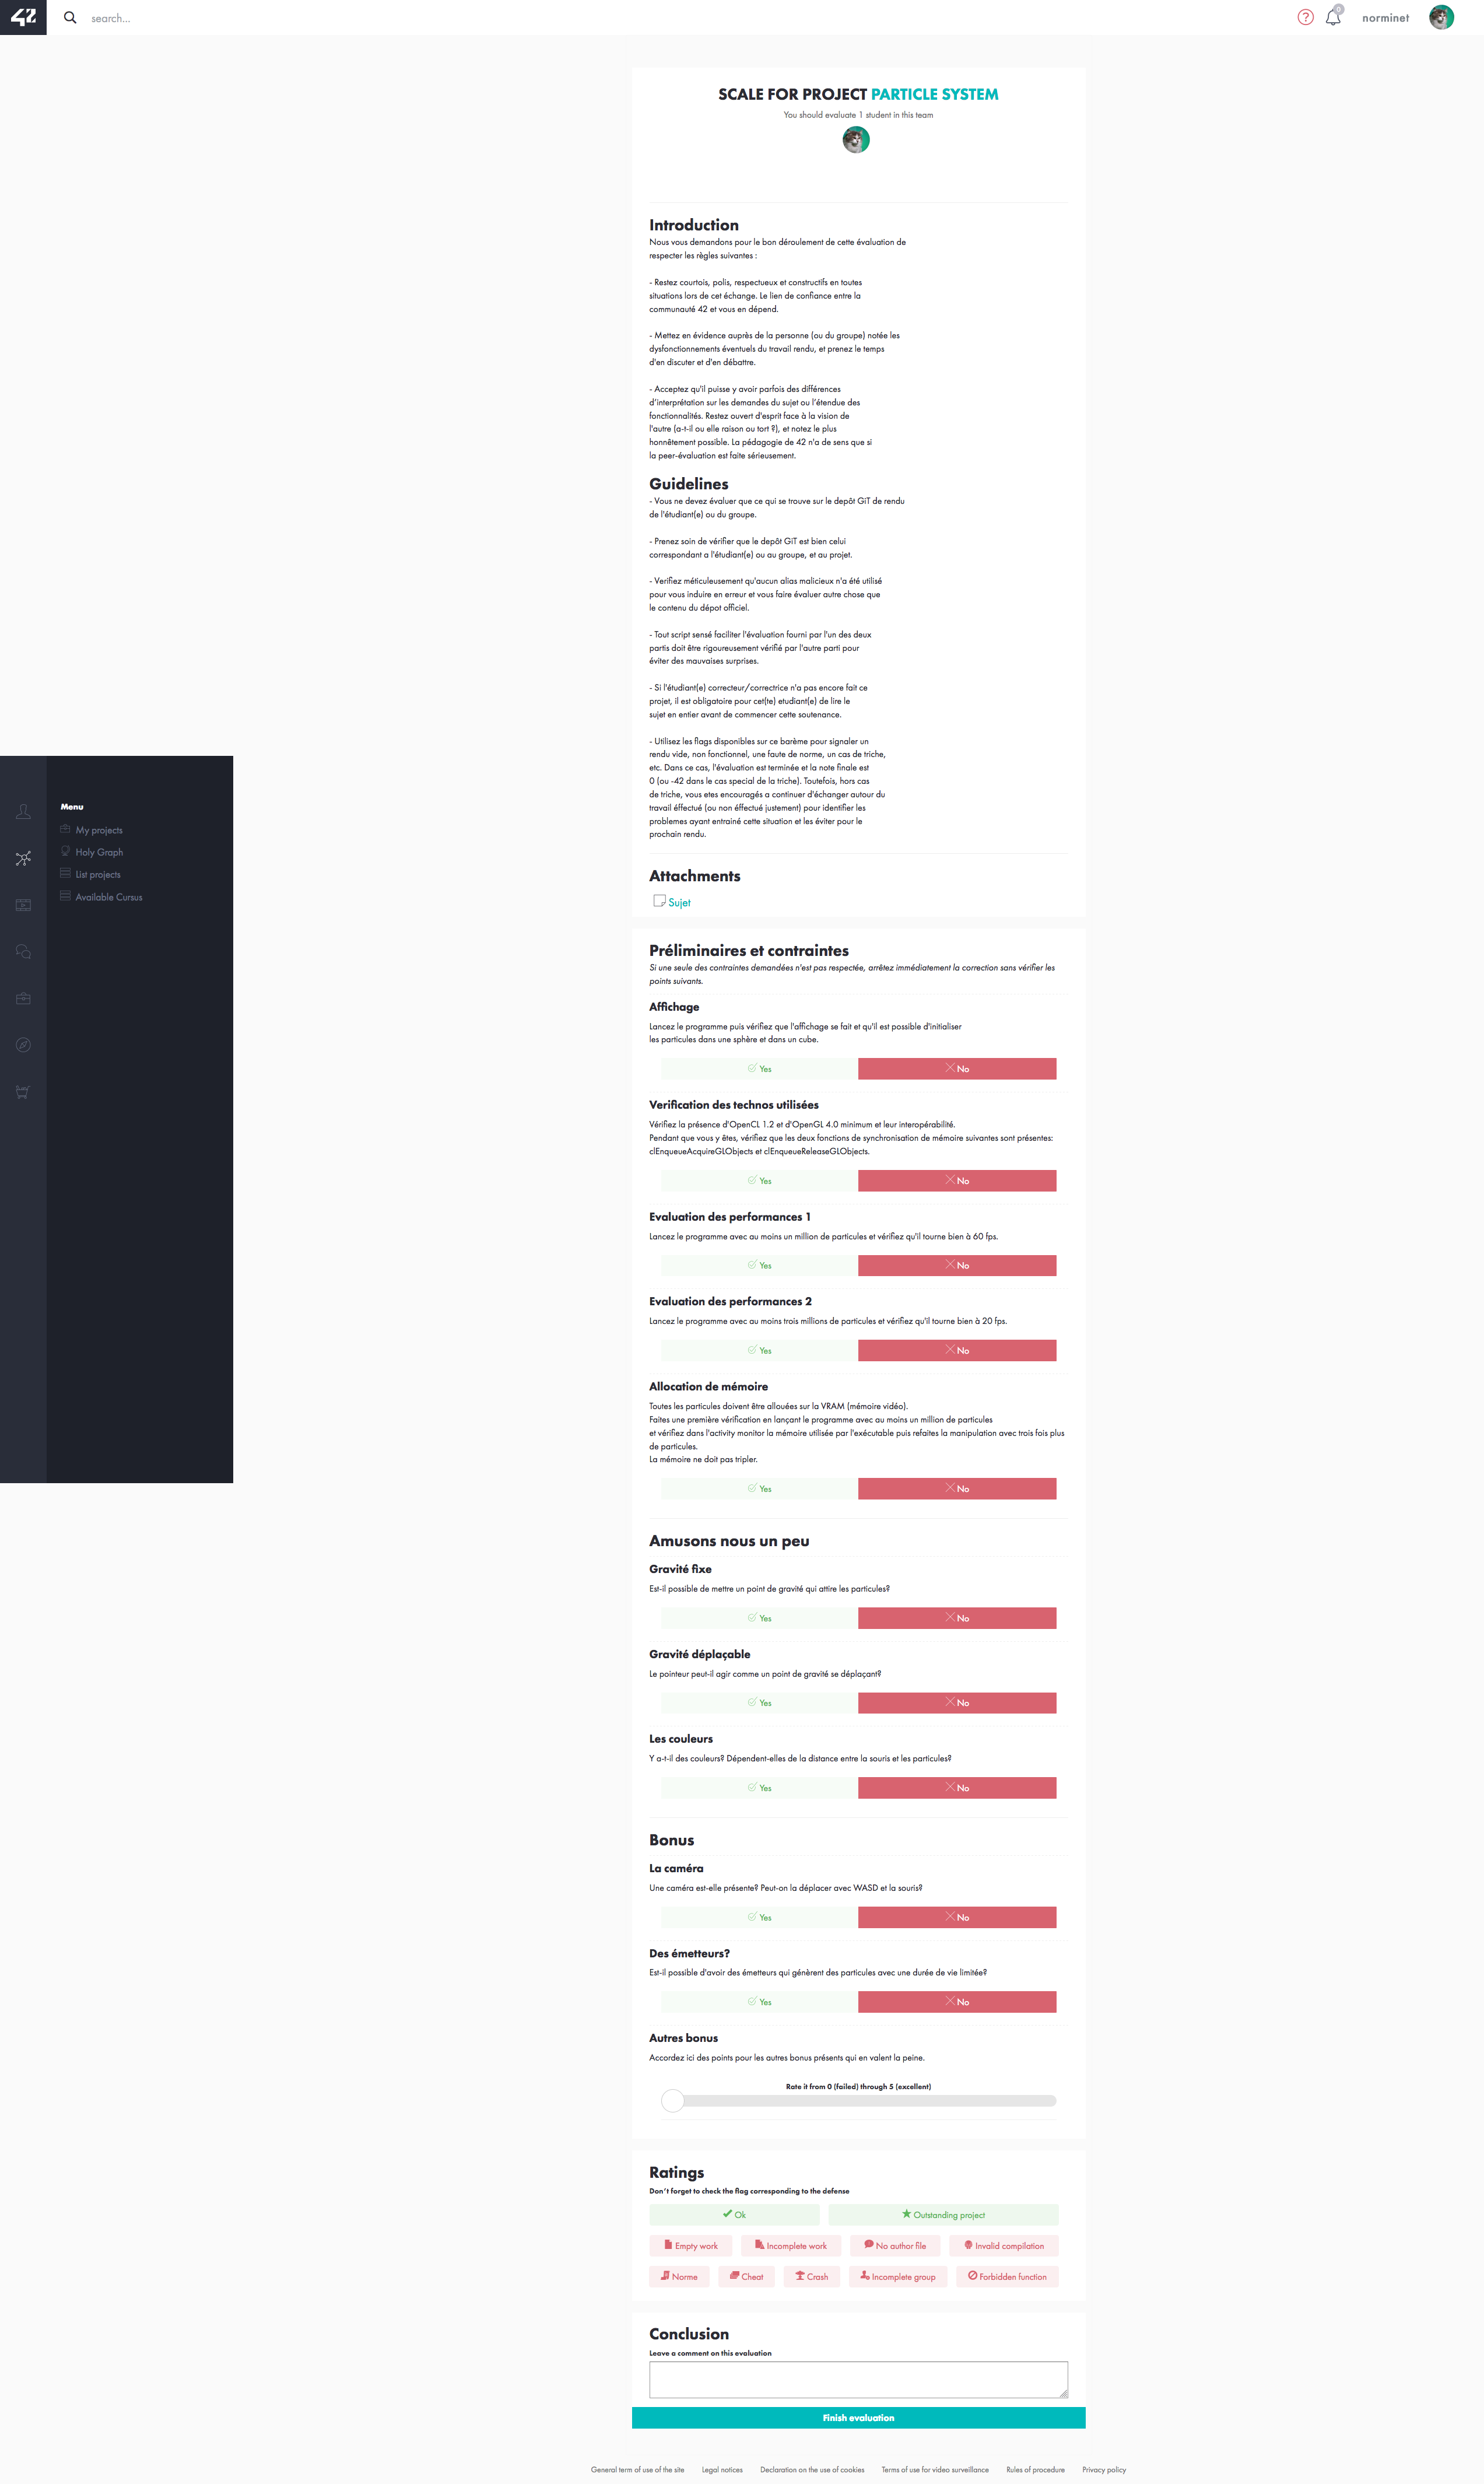 42
search...
?
0
norminet
SCALE FOR PROJECT PARTICLE SYSTEM
You should evaluate 1 student in this team
Introduction
Nous vous demandons pour le bon déroulement de cette évaluation de
respecter les règles suivantes :
- Restez courtois, polis, respectueux et constructifs en toutes
situations lors de cet échange. Le lien de confiance entre la
communauté 42 et vous en dépend.
- Mettez en évidence auprès de la personne (ou du groupe) notée les
dysfonctionnements éventuels du travail rendu, et prenez le temps
d'en discuter et d'en débattre.
- Acceptez qu'il puisse y avoir parfois des différences
d'interprétation sur les demandes du sujet ou l'étendue des
fonctionnalités. Restez ouvert d'esprit face à la vision de
l'autre (a-t-il ou elle raison ou tort ?), et notez le plus
honnêtement possible. La pédagogie de 42 n'a de sens que si
la peer-évaluation est faite sérieusement.
Guidelines
- Vous ne devez évaluer que ce qui se trouve sur le depôt GiT de rendu
de l'étudiant(e) ou du groupe.
- Prenez soin de vérifier que le depôt GiT est bien celui
correspondant a l'étudiant(e) ou au groupe, et au projet.
- Verifiez méticuleusement qu'aucun alias malicieux n'a été utilisé
pour vous induire en erreur et vous faire évaluer autre chose que
le contenu du dépot officiel.
- Tout script sensé faciliter l'évaluation fourni par l'un des deux
partis doit être rigoureusement vérifié par l'autre parti pour
éviter des mauvaises surprises.
- Si l'étudiant(e) correcteur/correctrice n'a pas encore fait ce
projet, il est obligatoire pour cet(te) etudiant(e) de lire le
sujet en entier avant de commencer cette soutenance.
- Utilisez les flags disponibles sur ce barème pour signaler un
rendu vide, non fonctionnel, une faute de norme, un cas de triche,
etc. Dans ce cas, l'évaluation est terminée et la note finale est
0 (ou -42 dans le cas special de la triche). Toutefois, hors cas
de triche, vous etes encouragés a continuer d'échanger autour du
travail éffectué (ou non éffectué justement) pour identifier les
problemes ayant entrainé cette situation et les éviter pour le
prochain rendu.
Menu
My projects
Holy Graph
List projects
Available Cursus
Attachments
Sujet
Préliminaires et contraintes
Si une seule des contraintes demandées n'est pas respectée, arrêtez immédiatement la correction sans vérifier les
points suivants.
Affichage
Lancez le programme puis vérifiez que l'affichage se fait et qu'il est possible d'initialiser
les particules dans une sphère et dans un cube.
Yes No
Verification des technos utilisées
Vérifiez la présence d'OpenCL 1.2 et d'OpenGL 4.0 minimum et leur interopérabilité.
Pendant que vous y êtes, vérifiez que les deux fonctions de synchronisation de mémoire suivantes sont présentes:
clEnqueueAcquireGLObjects et clEnqueueReleaseGLObjects.
Yes No
Evaluation des performances 1
Lancez le programme avec au moins un million de particules et vérifiez qu'il tourne bien à 60 fps.
Yes No
Evaluation des performances 2
Lancez le programme avec au moins trois millions de particules et vérifiez qu'il tourne bien à 20 fps.
Yes No
Allocation de mémoire
Toutes les particules doivent être allouées sur la VRAM (mémoire vidéo).
Faites une première vérification en lançant le programme avec au moins un million de particules
et vérifiez dans l'activity monitor la mémoire utilisée par l'exécutable puis refaites la manipulation avec trois fois plus
de particules.
La mémoire ne doit pas tripler.
Yes No
Amusons nous un peu
Gravité fixe
Est-il possible de mettre un point de gravité qui attire les particules?
Yes No
Gravité déplaçable
Le pointeur peut-il agir comme un point de gravité se déplaçant?
Yes No
Les couleurs
Y a-t-il des couleurs? Dépendent-elles de la distance entre la souris et les particules?
Yes No
Bonus
La caméra
Une caméra est-elle présente? Peut-on la déplacer avec WASD et la souris?
Yes No
Des émetteurs?
Est-il possible d'avoir des émetteurs qui génèrent des particules avec une durée de vie limitée?
Yes No
Autres bonus
Accordez ici des points pour les autres bonus présents qui en valent la peine.
Rate it from 0 (failed) through 5 (excellent)
Ratings
Don't forget to check the flag corresponding to the defense
Ok Outstanding project
Empty work Incomplete work No author file Invalid compilation
Norme Cheat Crash Incomplete group Forbidden function
Conclusion
Leave a comment on this evaluation
Finish evaluation
General term of use of the site Legal notices Declaration on the use of cookies Terms of use for video surveillance Rules of procedure Privacy policy